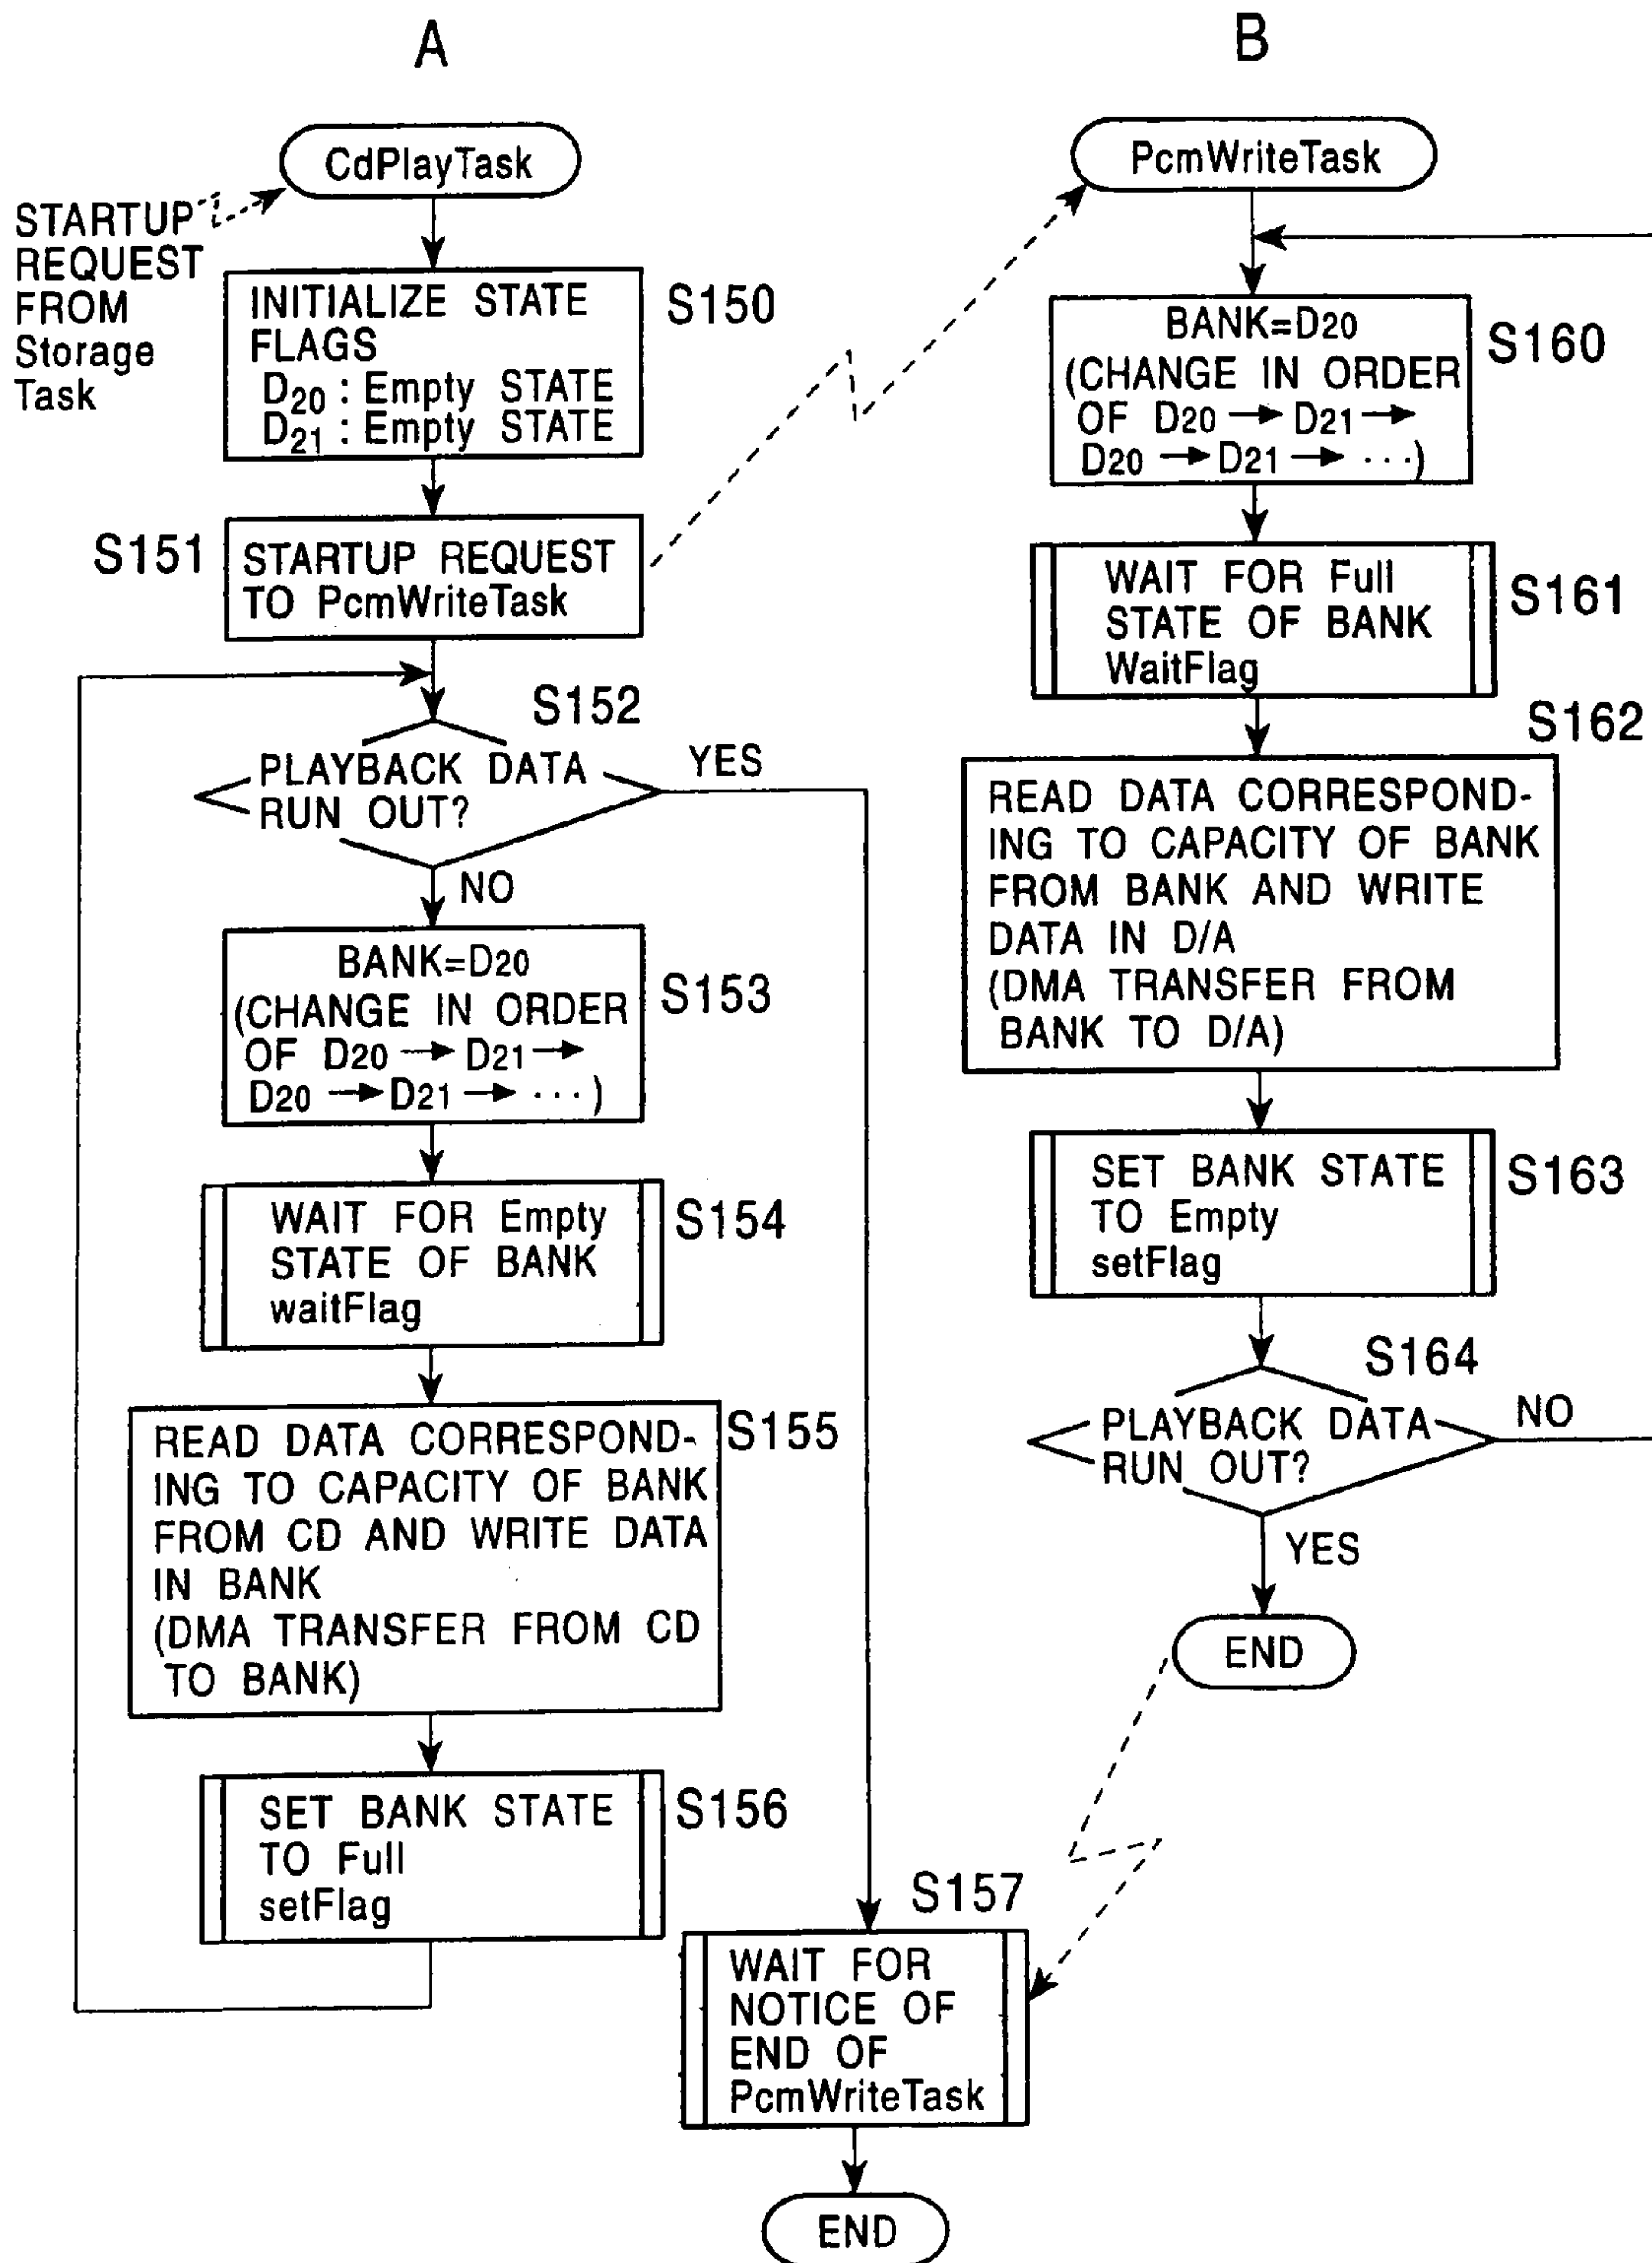 A
CdPlayTask
STARTUP
REQUEST
FROM
Storage
Task
INITIALIZE STATE
FLAGS
D20 : Empty STATE
D21 : Empty STATE
S150
S151
STARTUP REQUEST
TO PcmWriteTask
S152
PLAYBACK DATA
RUN OUT?
YES
NO
BANK=D20
(CHANGE IN ORDER
OF D20 → D21 →
D20 → D21 → ···)
S153
WAIT FOR Empty
STATE OF BANK
waitFlag
S154
READ DATA CORRESPOND-
ING TO CAPACITY OF BANK
FROM CD AND WRITE DATA
IN BANK
(DMA TRANSFER FROM CD
TO BANK)
S155
SET BANK STATE
TO Full
setFlag
S156
S157
WAIT FOR
NOTICE OF
END OF
PcmWriteTask
END
B
PcmWriteTask
BANK=D20
(CHANGE IN ORDER
OF D20 → D21 →
D20 → D21 → ···)
S160
WAIT FOR Full
STATE OF BANK
WaitFlag
S161
S162
READ DATA CORRESPOND-
ING TO CAPACITY OF BANK
FROM BANK AND WRITE
DATA IN D/A
(DMA TRANSFER FROM
BANK TO D/A)
SET BANK STATE
TO Empty
setFlag
S163
S164
PLAYBACK DATA
RUN OUT?
NO
YES
END